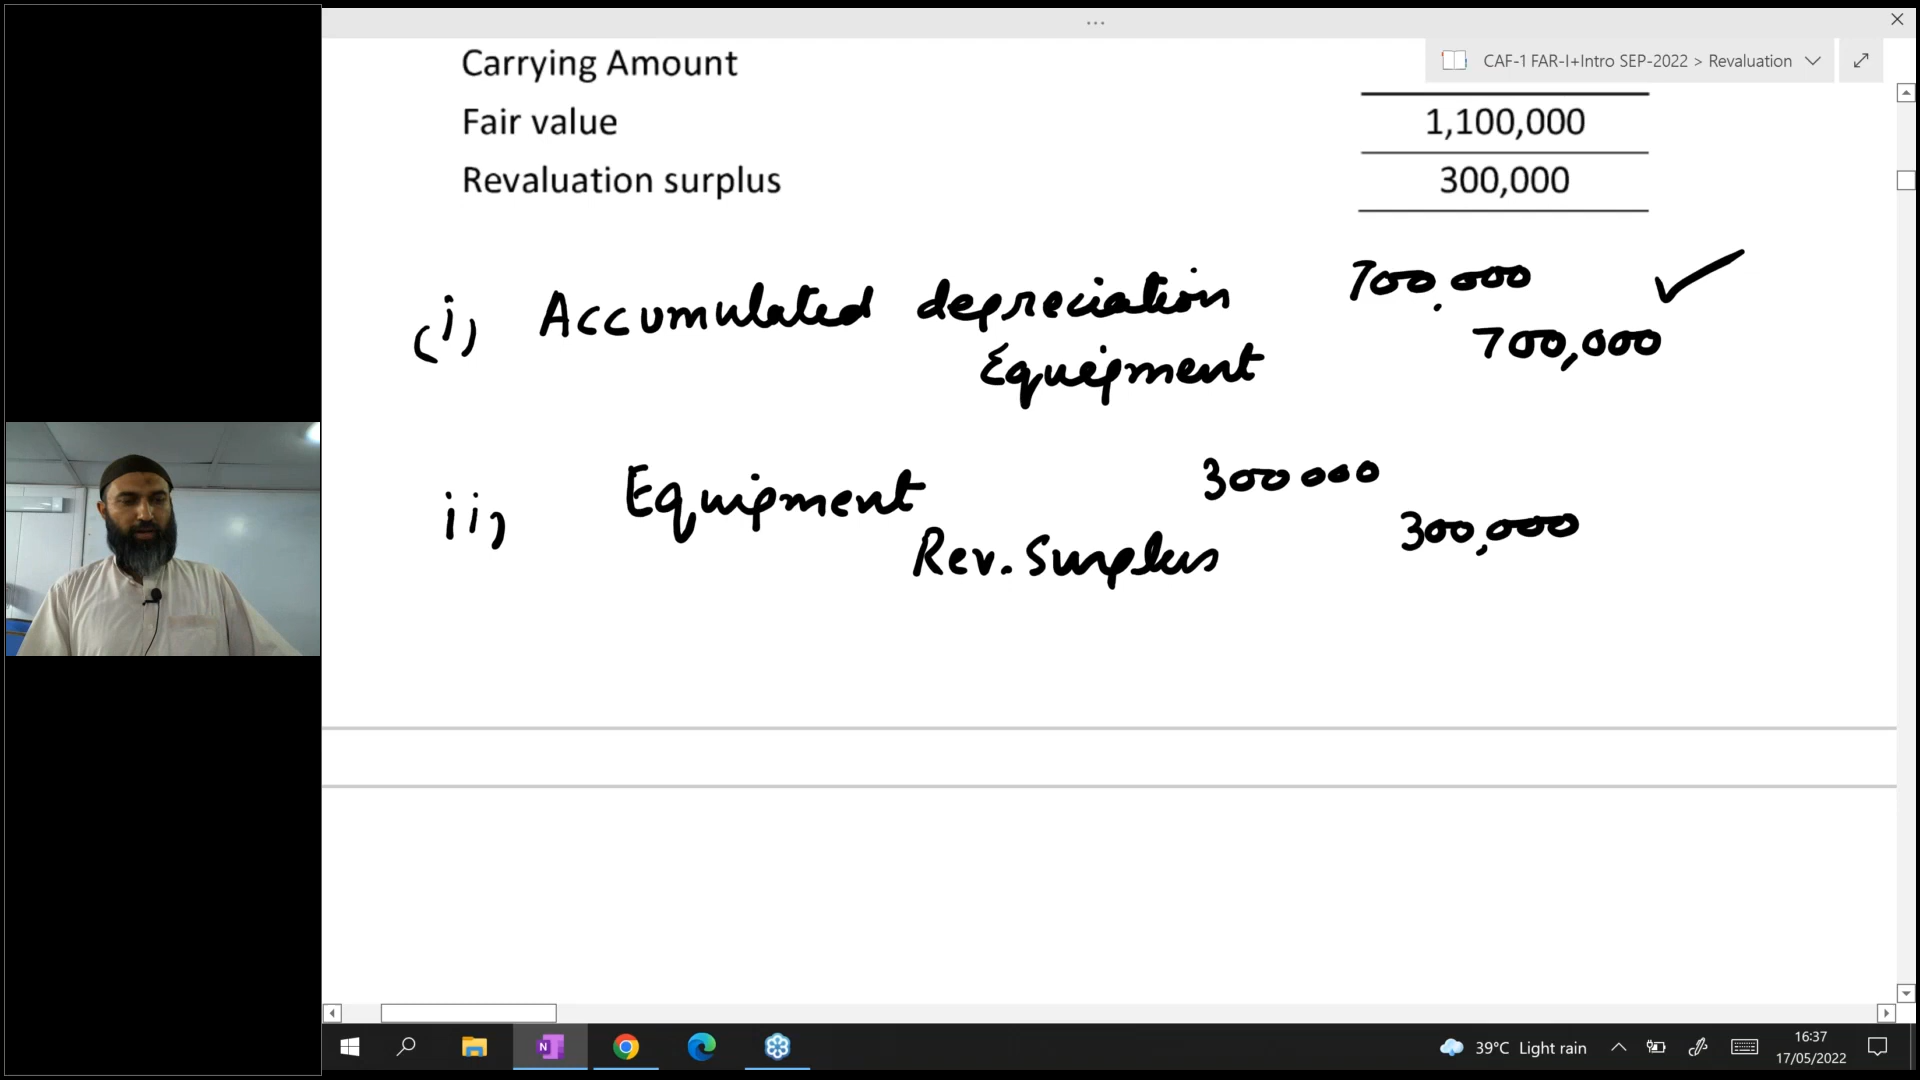 ...
CAF-1 FAR-I+Intro SEP-2022 > Revaluation
Carrying Amount
Fair value 1,100,000
Revaluation surplus 300,000
(i) Accumulated depreciation 700,000
Equipment 700,000
ii) Equipment 300000
Rev. Surplus 300,000
39°C Light rain
16:37
17/05/2022